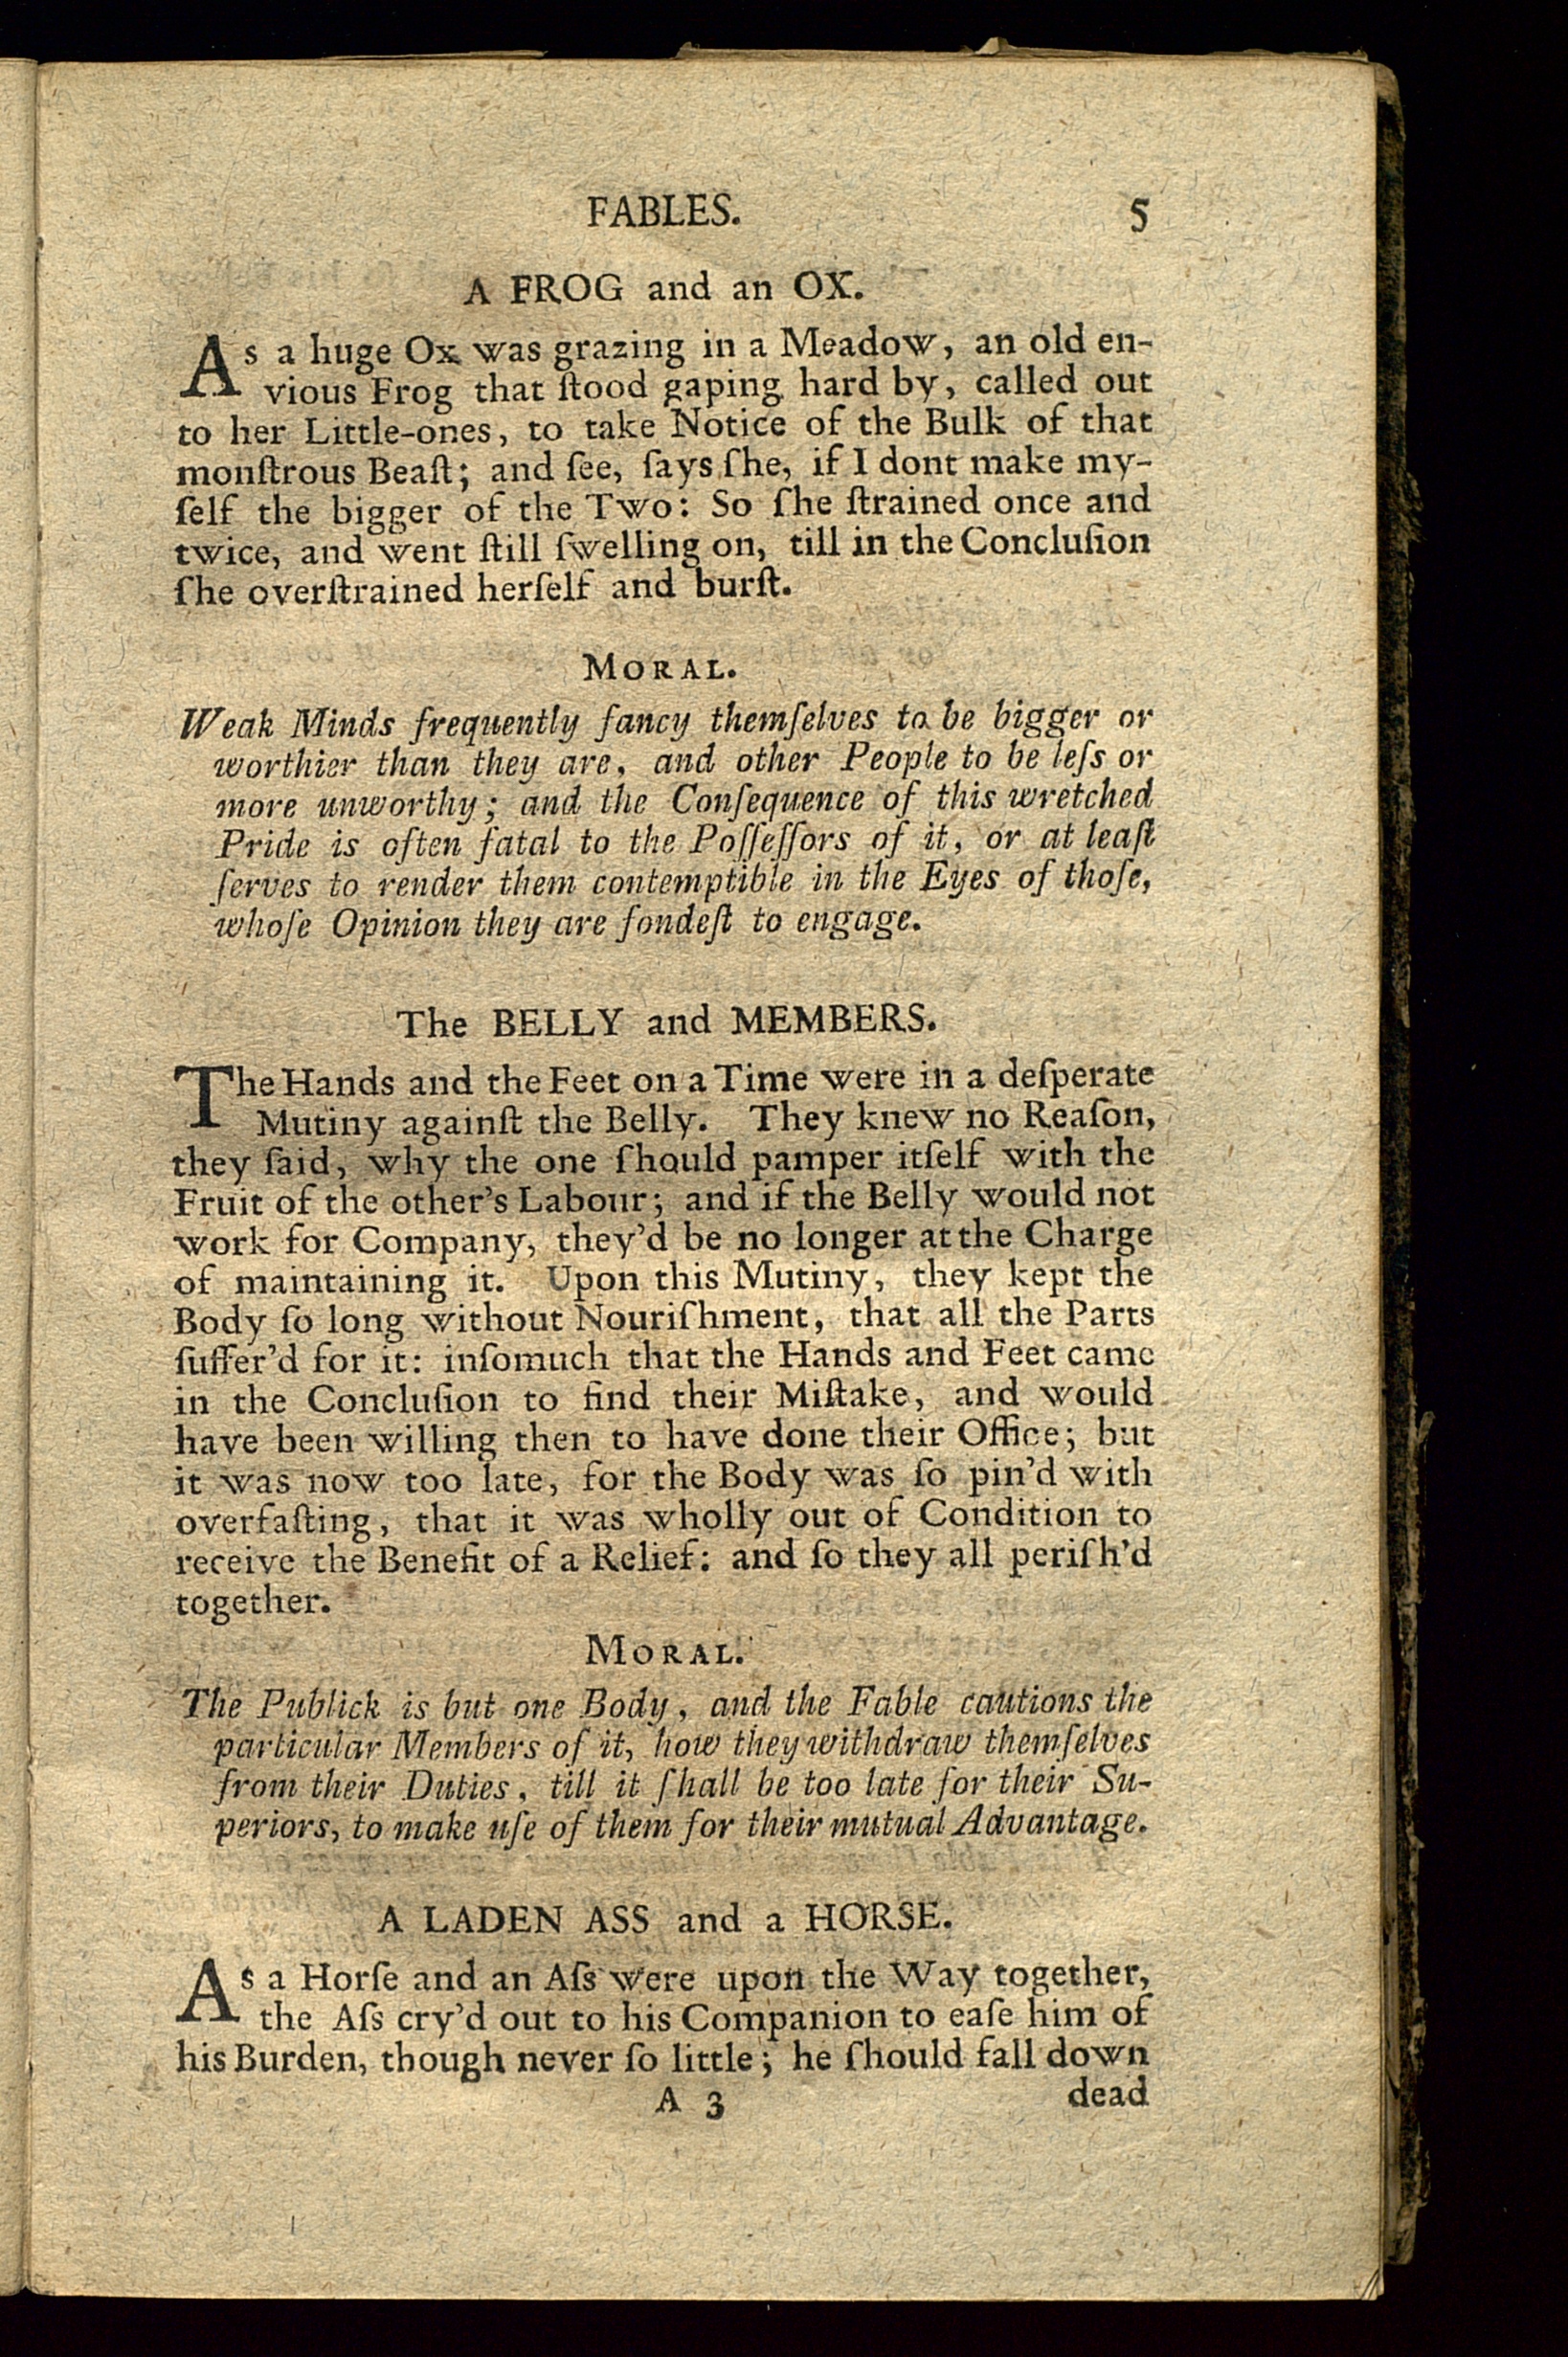 FABLES. 5
A FROG and an OX.
As a huge Ox was grazing in a Meadow, an old en-
vious Frog that ſtood gaping hard by, called out
to her Little-ones, to take Notice of the Bulk of that
monſtrous Beaſt; and ſee, ſays ſhe, if I dont make my-
ſelf the bigger of the Two: So ſhe ſtrained once and
twice, and went ſtill ſwelling on, till in the Concluſion
ſhe overſtrained herſelf and burſt.
MORAL.
Weak Minds frequently fancy themſelves to be bigger or
worthier than they are, and other People to be leſs or
more unworthy; and the Conſequence of this wretched
Pride is often fatal to the Poſſeſſors of it, or at leaſt
ſerves to render them contemptible in the Eyes of thoſe,
whoſe Opinion they are fondeſt to engage.
The BELLY and MEMBERS.
The Hands and the Feet on a Time were in a deſperate
Mutiny againſt the Belly. They knew no Reaſon,
they ſaid, why the one ſhould pamper itſelf with the
Fruit of the other's Labour; and if the Belly would not
work for Company, they'd be no longer at the Charge
of maintaining it. Upon this Mutiny, they kept the
Body ſo long without Nouriſhment, that all the Parts
ſuffer'd for it: inſomuch that the Hands and Feet came
in the Concluſion to find their Miſtake, and would
have been willing then to have done their Office; but
it was now too late, for the Body was ſo pin'd with
overfaſting, that it was wholly out of Condition to
receive the Benefit of a Relief: and ſo they all periſh'd
together.
MORAL.
The Publick is but one Body, and the Fable cautions the
particular Members of it, how they withdraw themſelves
from their Duties, till it ſhall be too late for their Su-
periors, to make uſe of them for their mutual Advantage.
A LADEN ASS and a HORSE.
As a Horſe and an Aſs were upon the Way together,
the Aſs cry'd out to his Companion to eaſe him of
his Burden, though never ſo little; he ſhould fall down
A 3 dead